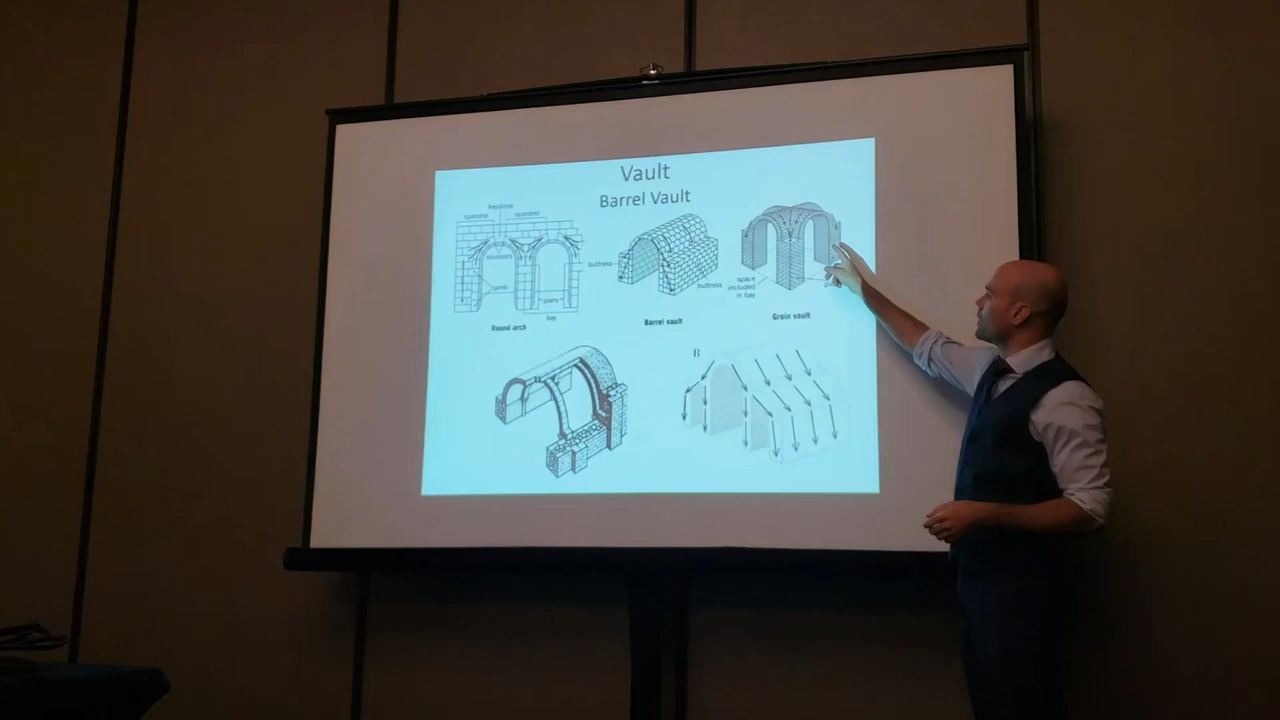 Vault
Barrel Vault
keystone
spandrel
spandrel
voussoirs
jamb
piers
bay
Round arch
buttress
buttress
Barrel vault
space
included
in bay
Groin vault
B